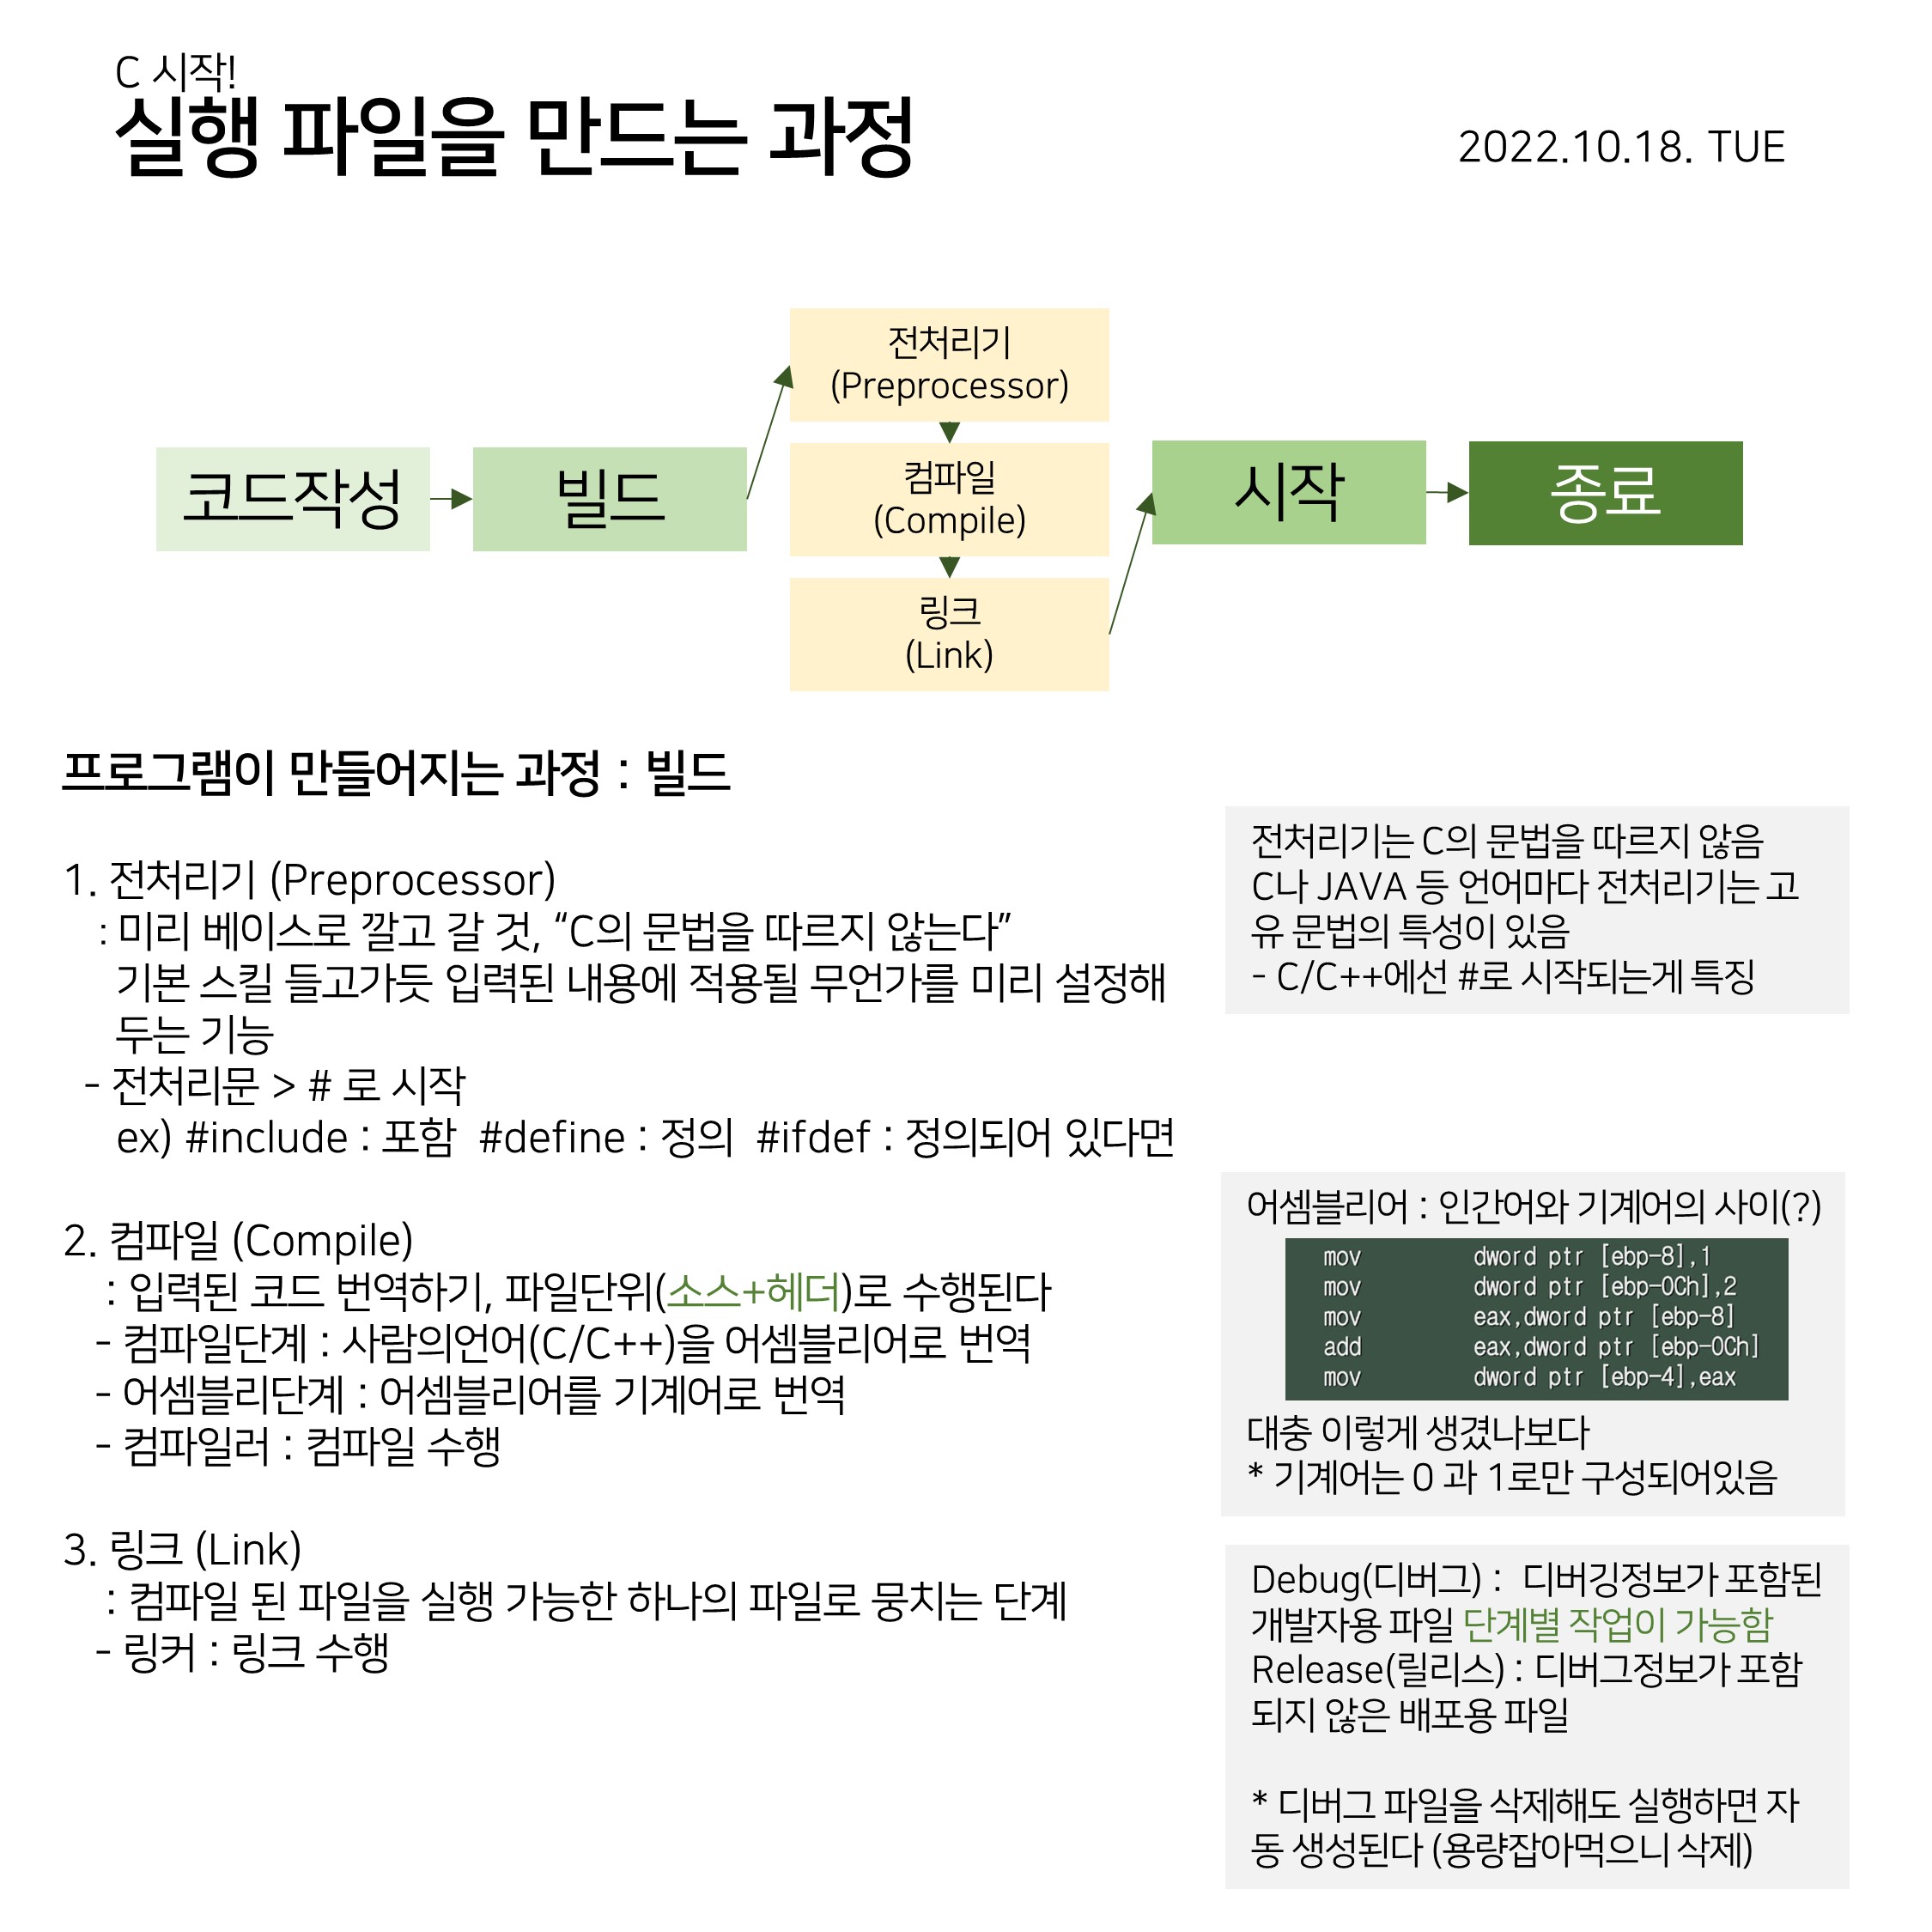 C 시작!
실행 파일을 만드는 과정
2022.10.18. TUE
코드작성
빌드
전처리기
(Preprocessor)
컴파일
(Compile)
링크
(Link)
시작
종료
프로그램이 만들어지는 과정 : 빌드
1. 전처리기 (Preprocessor)
: 미리 베이스로 깔고 갈 것, “C의 문법을 따르지 않는다”
기본 스킬 들고가듯 입력된 내용에 적용될 무언가를 미리 설정해
두는 기능
- 전처리문 > # 로 시작
ex) #include : 포함 #define : 정의 #ifdef : 정의되어 있다면
2. 컴파일 (Compile)
: 입력된 코드 번역하기, 파일단위(소스+헤더)로 수행된다
- 컴파일단계 : 사람의언어(C/C++)을 어셈블리어로 번역
- 어셈블리단계 : 어셈블리어를 기계어로 번역
- 컴파일러 : 컴파일 수행
3. 링크 (Link)
: 컴파일 된 파일을 실행 가능한 하나의 파일로 뭉치는 단계
- 링커 : 링크 수행
전처리기는 C의 문법을 따르지 않음
C나 JAVA 등 언어마다 전처리기는 고
유 문법의 특성이 있음
- C/C++에선 #로 시작되는게 특징
어셈블리어 : 인간어와 기계어의 사이(?)
mov dword ptr [ebp-8],1
mov dword ptr [ebp-0Ch],2
mov eax,dword ptr [ebp-8]
add eax,dword ptr [ebp-0Ch]
mov dword ptr [ebp-4],eax
대충 이렇게 생겼나보다
* 기계어는 0 과 1로만 구성되어있음
Debug(디버그) : 디버깅정보가 포함된
개발자용 파일 단계별 작업이 가능함
Release(릴리스) : 디버그정보가 포함
되지 않은 배포용 파일
* 디버그 파일을 삭제해도 실행하면 자
동 생성된다 (용량잡아먹으니 삭제)